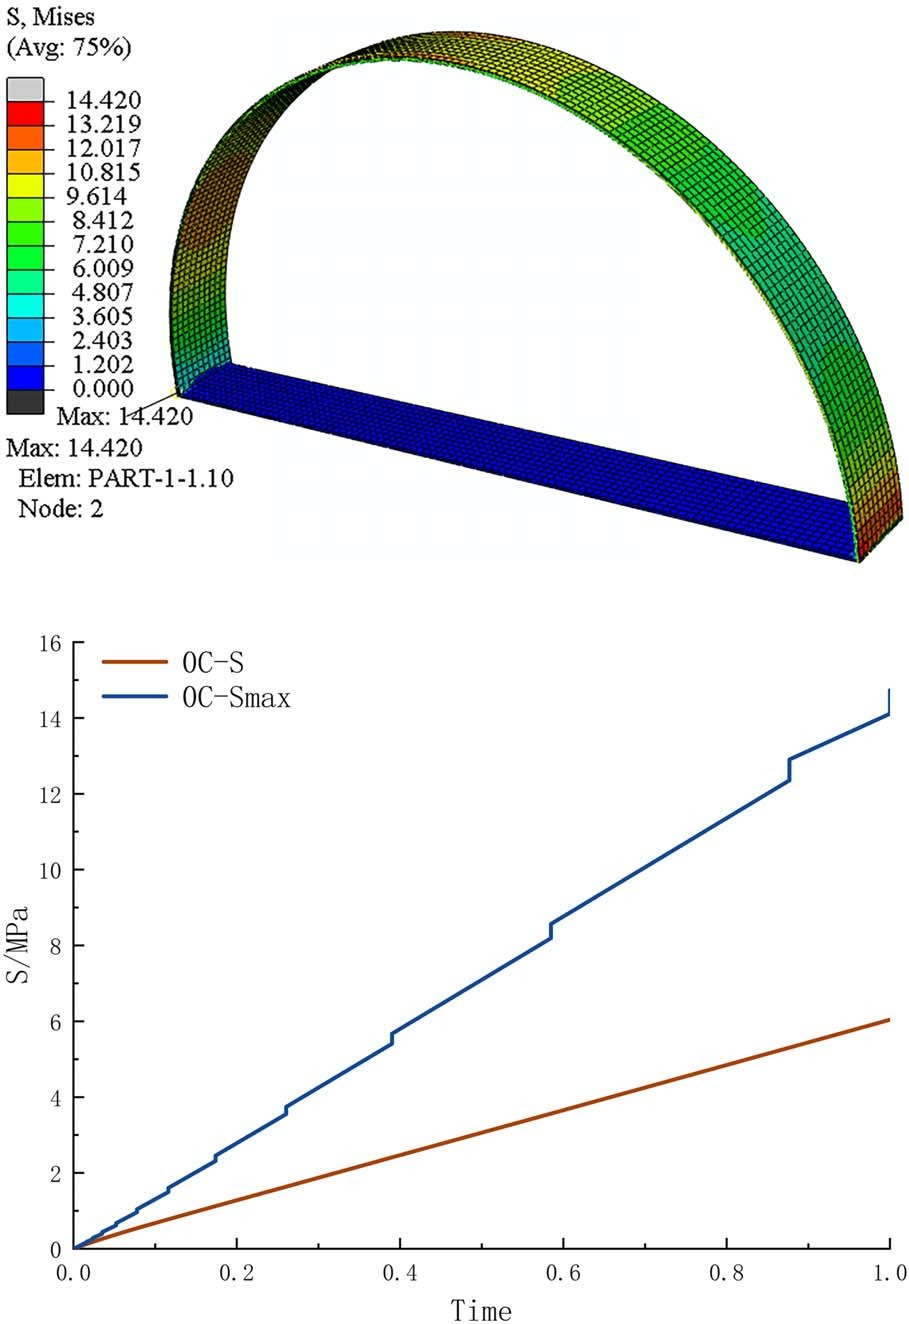 S, Mises
(Avg: 75%)
14.420
13.219
12.017
10.815
9.614
8.412
7.210
6.009
4.807
3.605
2.403
1.202
0.000
Max: 14.420
Max: 14.420
Elem: PART-1-1.10
Node: 2
16
14
12
10
8
6
4
2
0
S/MPa
OC-S
OC-Smax
0.0 0.2 0.4 0.6 0.8 1.0
Time